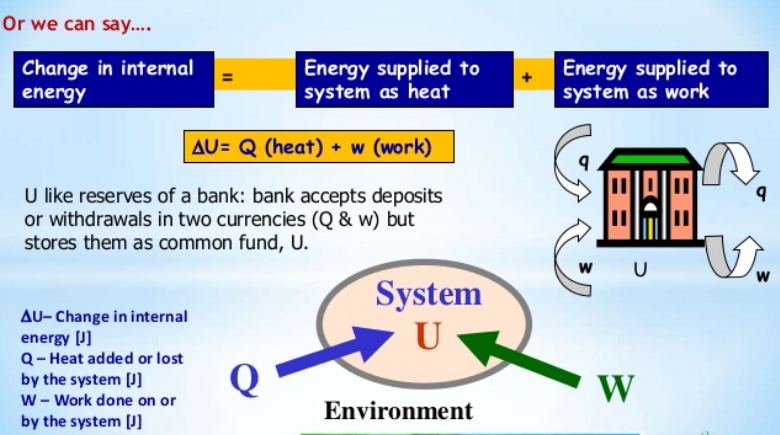 Or we can say....
Change in internal
energy
=
Energy supplied to
system as heat
+
Energy supplied to
system as work
ΔU= Q (heat) + w (work)
U like reserves of a bank: bank accepts deposits
or withdrawals in two currencies (Q & w) but
stores them as common fund, U.
q
q
w
U
w
ΔU– Change in internal
energy [J]
Q – Heat added or lost
by the system [J]
W – Work done on or
by the system [J]
System
U
Q
W
Environment